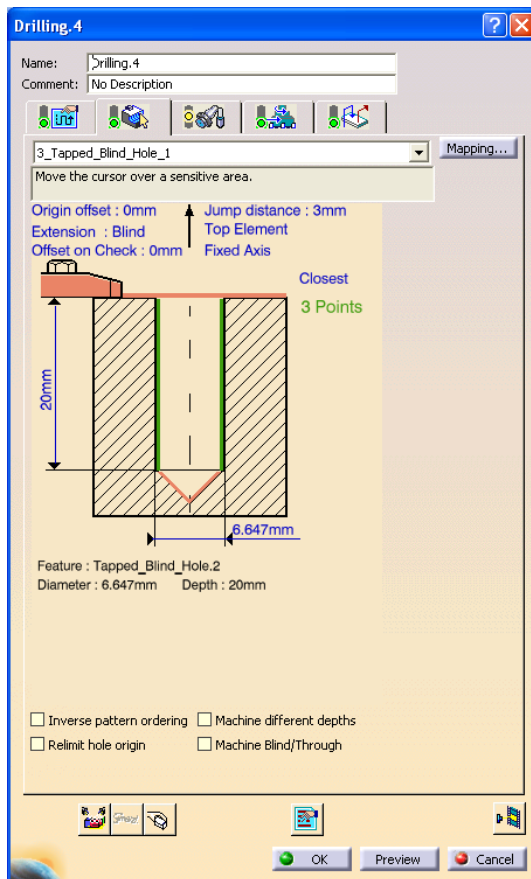 Drilling.4
Name: Drilling.4
Comment: No Description
3_Tapped_Blind_Hole_1 Mapping...
Move the cursor over a sensitive area.
Origin offset : 0mm Jump distance : 3mm
Extension : Blind Top Element
Offset on Check : 0mm Fixed Axis
Closest
3 Points
20mm
6.647mm
Feature : Tapped_Blind_Hole.2
Diameter : 6.647mm Depth : 20mm
Inverse pattern ordering Machine different depths
Relimit hole origin Machine Blind/Through
OK Preview Cancel